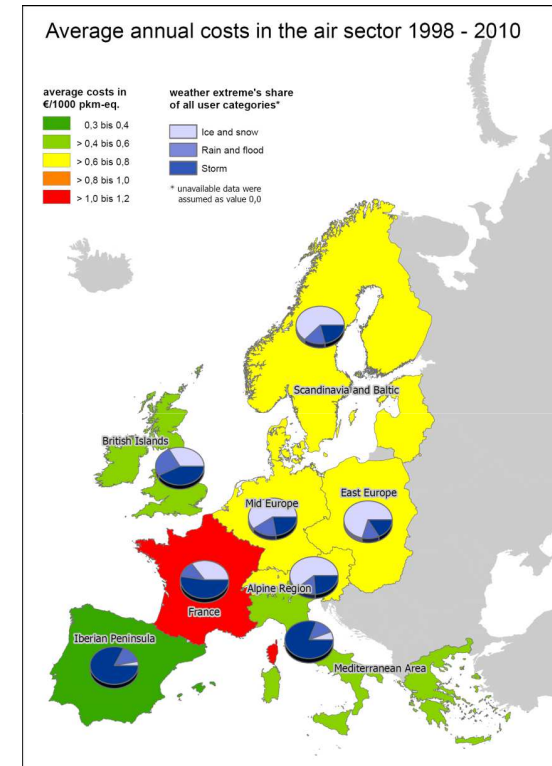 Average annual costs in the air sector 1998 - 2010
average costs in
€/1000 pkm-eq.
0,3 bis 0,4
> 0,4 bis 0,6
> 0,6 bis 0,8
> 0,8 bis 1,0
> 1,0 bis 1,2
weather extreme's share
of all user categories*
Ice and snow
Rain and flood
Storm
* unavailable data were
assumed as value 0,0
Scandinavia and Baltic
British Islands
Mid Europe
East Europe
Alpine Region
France
Iberian Peninsula
Mediterranean Area